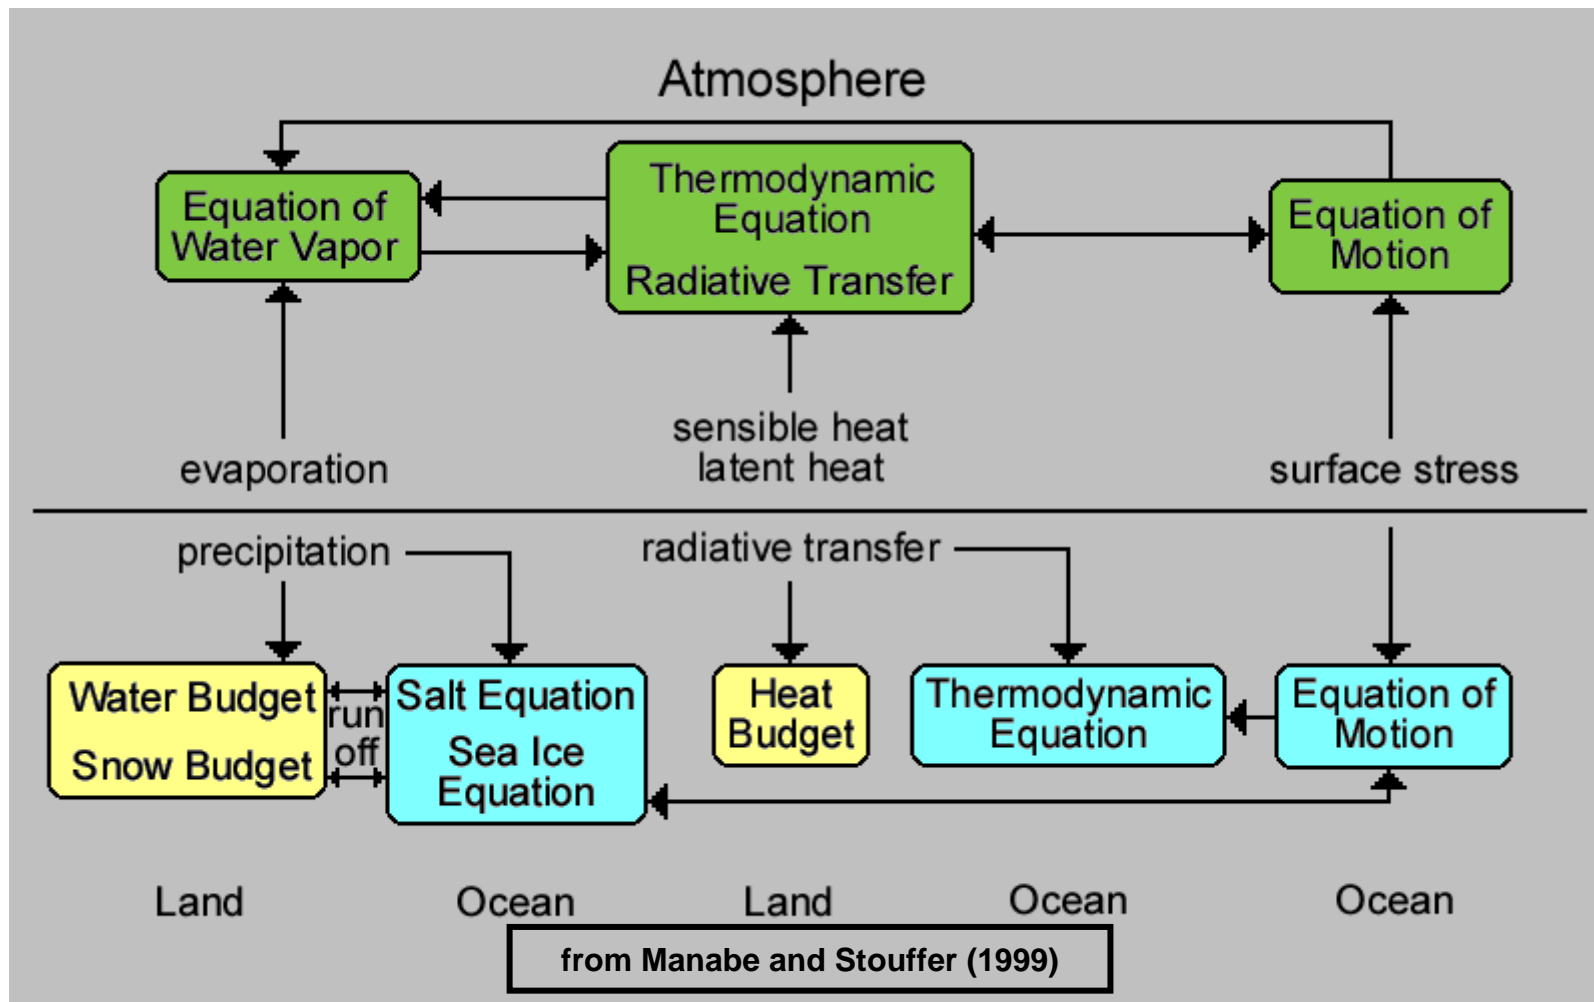 Atmosphere
Equation of
Water Vapor
Thermodynamic
Equation
Radiative Transfer
Equation of
Motion
evaporation
sensible heat
latent heat
surface stress
precipitation
radiative transfer
Water Budget
Snow Budget
run
off
Salt Equation
Sea Ice
Equation
Heat
Budget
Thermodynamic
Equation
Equation of
Motion
Land
Ocean
Land
Ocean
Ocean
from Manabe and Stouffer (1999)